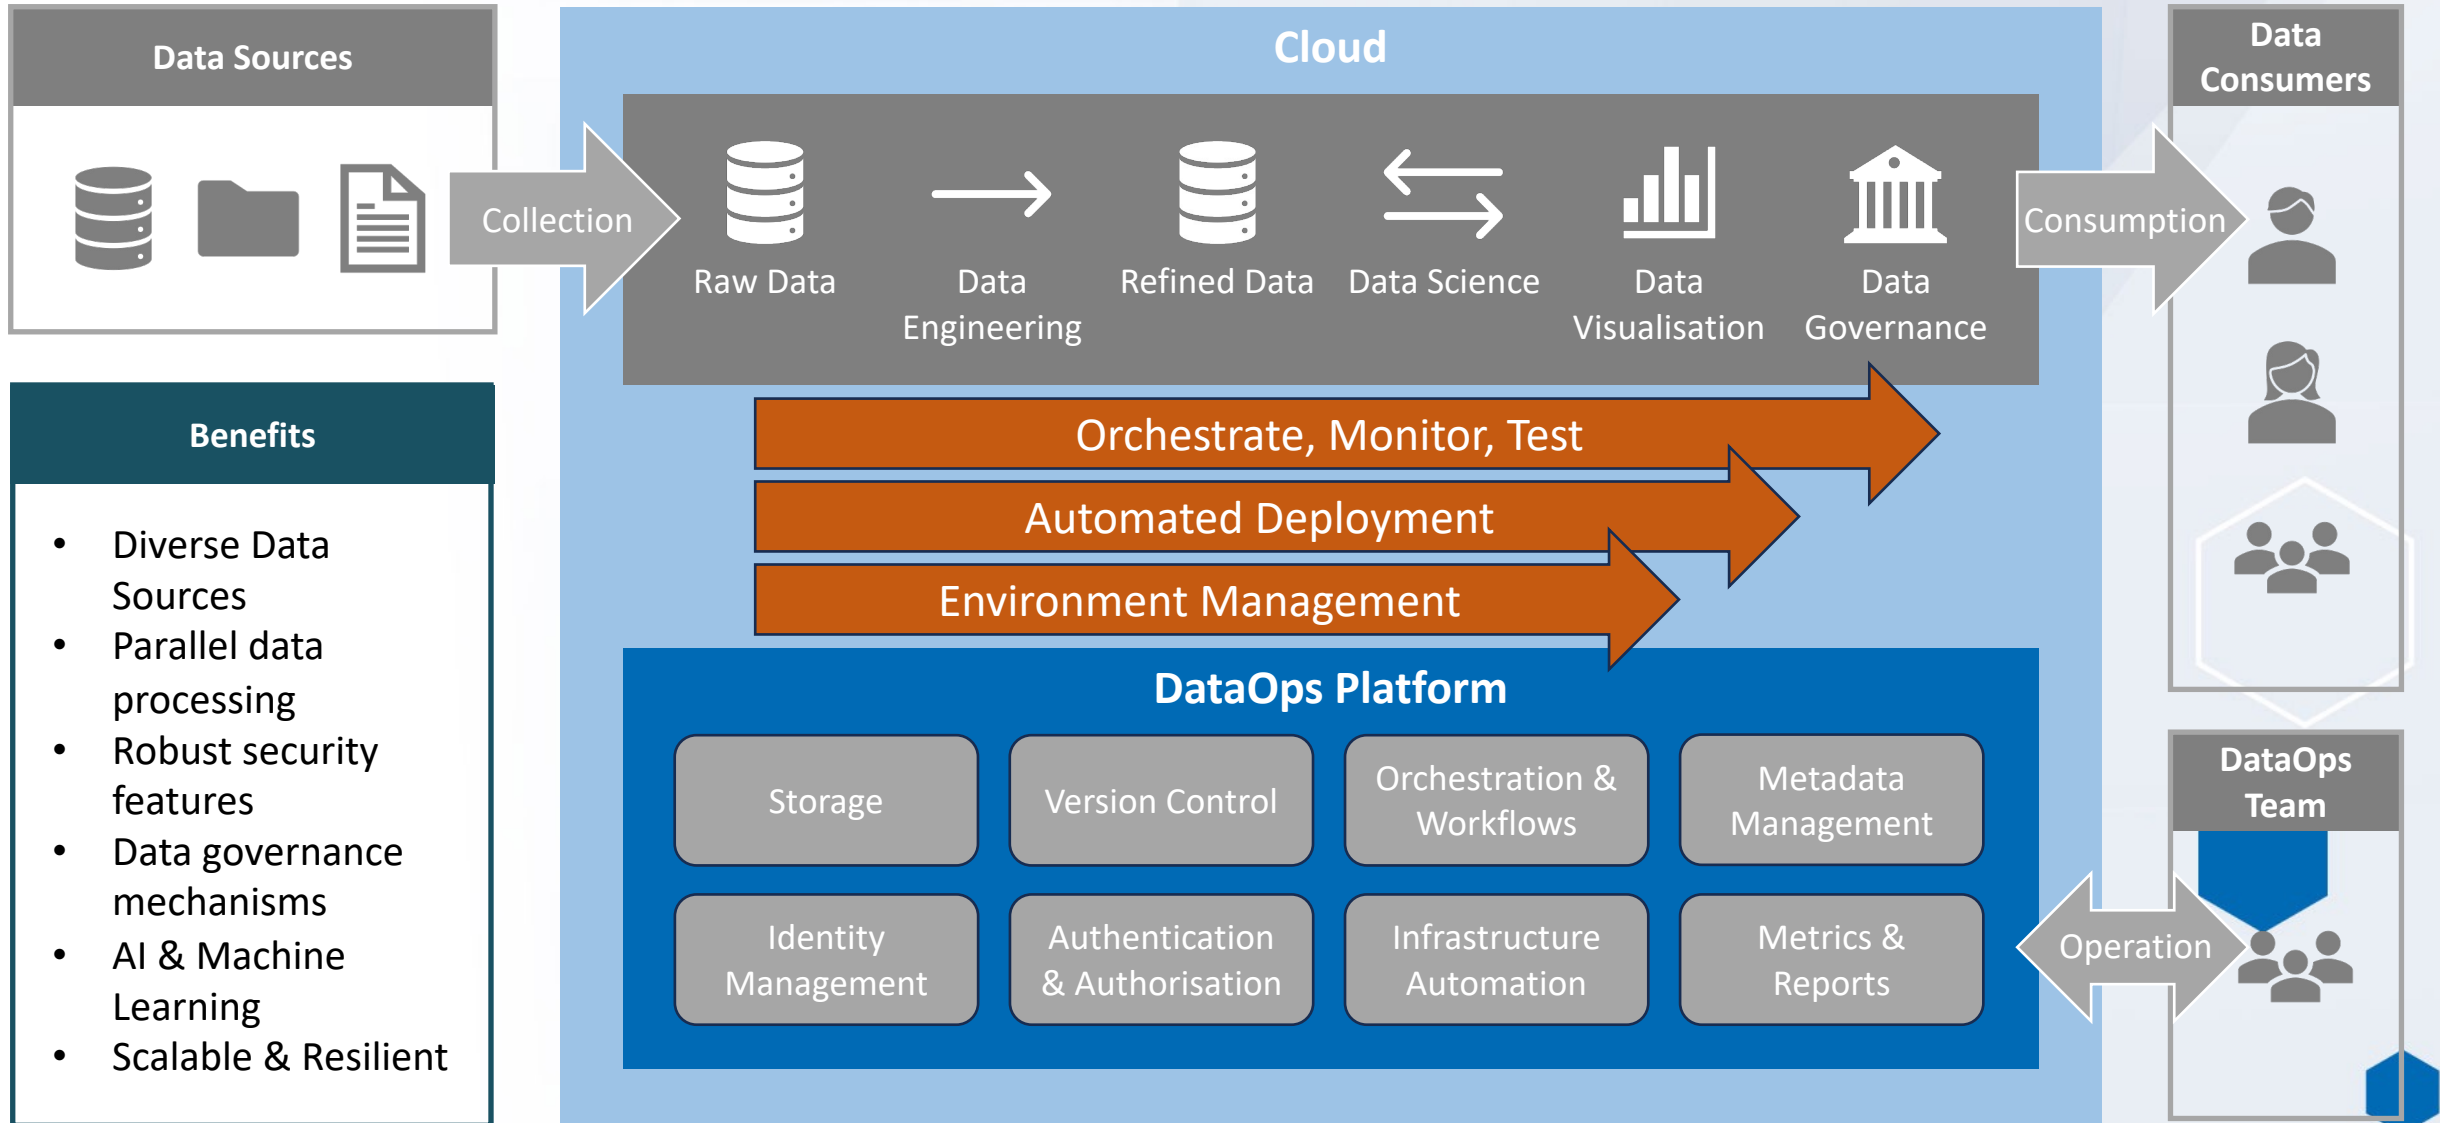 Data Sources
Collection
Benefits
• Diverse Data
Sources
• Parallel data
processing
• Robust security
features
• Data governance
mechanisms
• AI & Machine
Learning
• Scalable & Resilient
Cloud
Raw Data
Data
Engineering
Refined Data
Data Science
Data
Visualisation
Data
Governance
Orchestrate, Monitor, Test
Automated Deployment
Environment Management
DataOps Platform
Storage
Version Control
Orchestration &
Workflows
Metadata
Management
Identity
Management
Authentication
& Authorisation
Infrastructure
Automation
Metrics &
Reports
Consumption
Data
Consumers
DataOps
Team
Operation